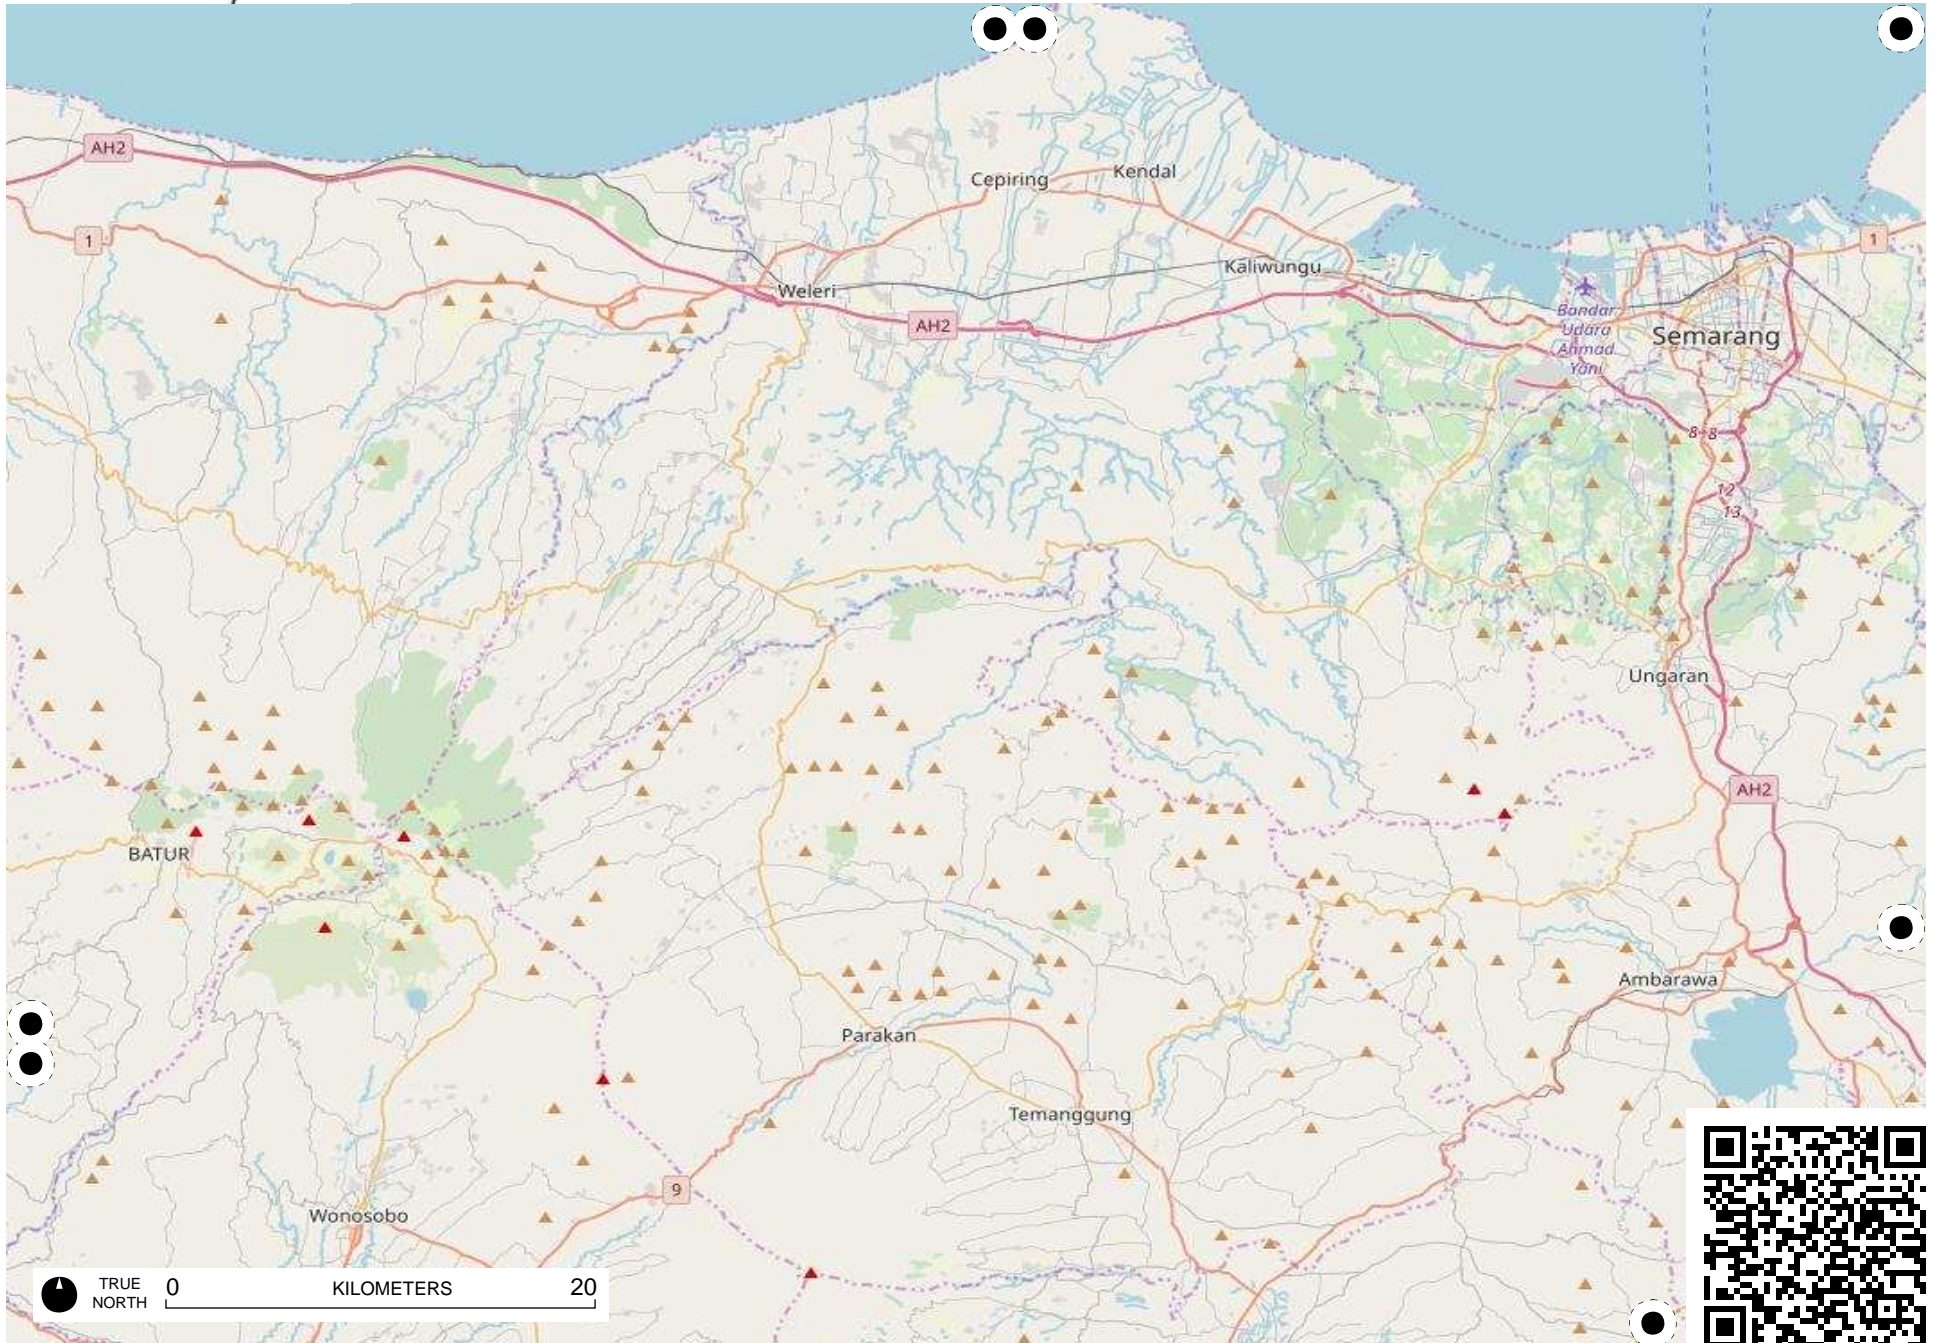 AH2
Cepiring
Kendal
1
1
Kaliwungu
Weleri
AH2
Bandar
Udara
Ahmad
Yani
Semarang
8
8
12
13
Ungaran
AH2
BATUR
Ambarawa
Parakan
Temanggung
9
Wonosobo
TRUE
NORTH
0 KILOMETERS 20